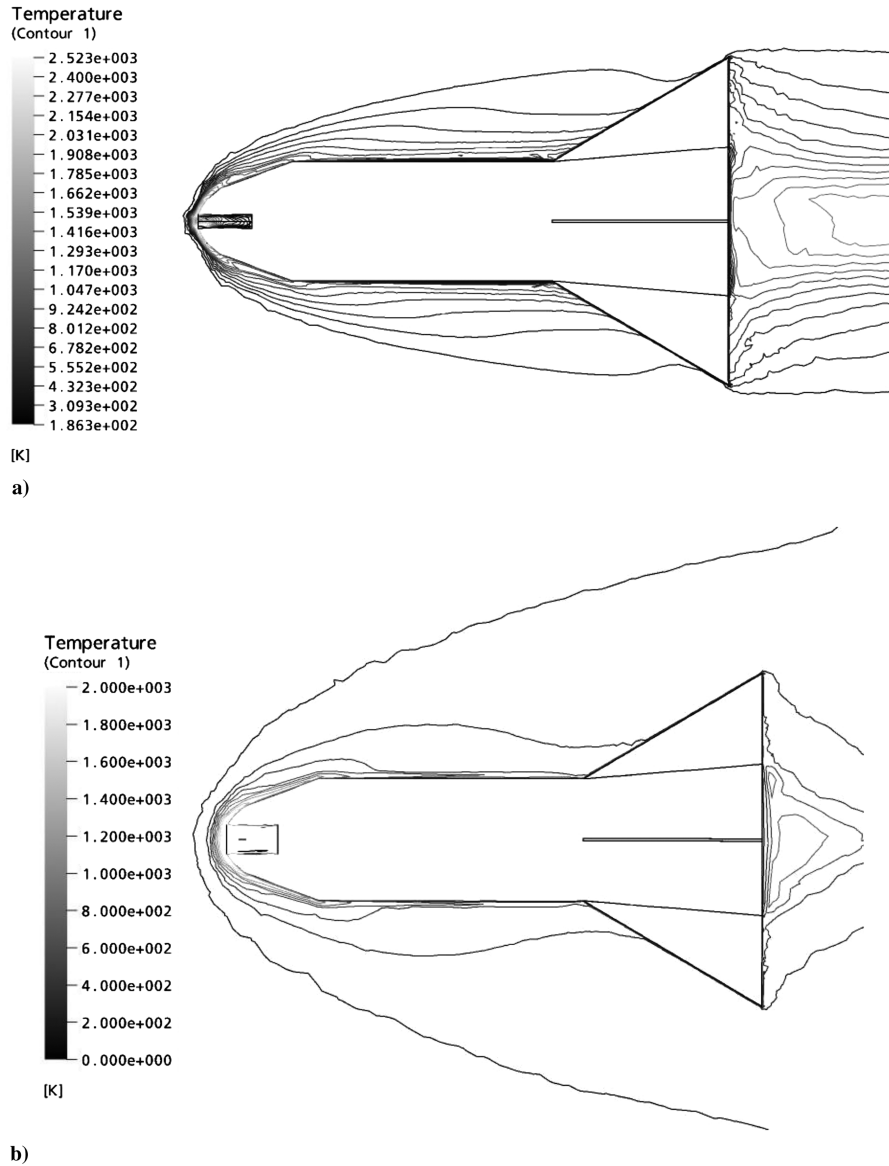 Temperature
(Contour 1)
2.523e+003
2.400e+003
2.277e+003
2.154e+003
2.031e+003
1.908e+003
1.785e+003
1.662e+003
1.539e+003
1.416e+003
1.293e+003
1.170e+003
1.047e+003
9.242e+002
8.012e+002
6.782e+002
5.552e+002
4.323e+002
3.093e+002
1.863e+002
[K]
a)
Temperature
(Contour 1)
2.000e+003
1.800e+003
1.600e+003
1.400e+003
1.200e+003
1.000e+003
8.000e+002
6.000e+002
4.000e+002
2.000e+002
0.000e+000
[K]
b)